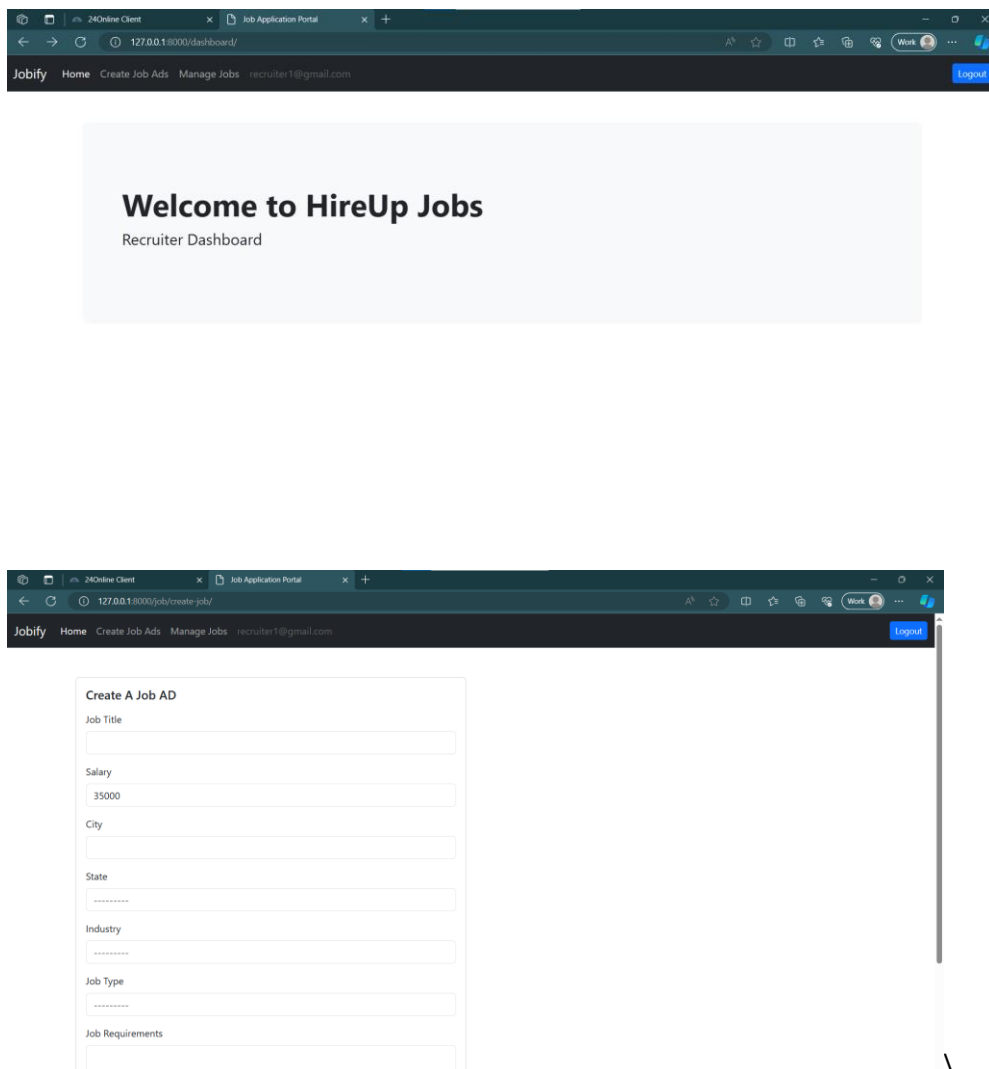 24Online Client Job Application Portal
127.0.0.1:8000/dashboard/ Work
Jobify Home Create Job Ads Manage Jobs recruiter1@gmail.com Logout
Welcome to HireUp Jobs
Recruiter Dashboard
24Online Client Job Application Portal
127.0.0.1:8000/job/create-job/ Work
Jobify Home Create Job Ads Manage Jobs recruiter1@gmail.com Logout
Create A Job AD
Job Title
Salary
35000
City
State
---------
Industry
---------
Job Type
---------
Job Requirements
\